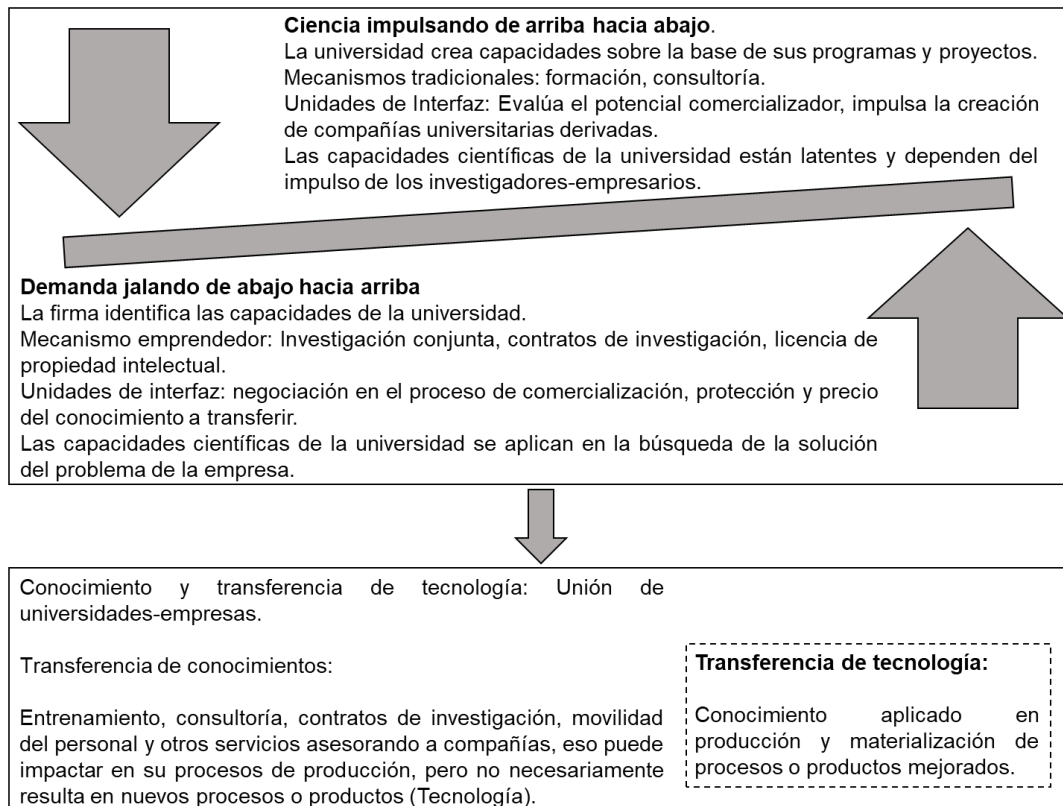 Ciencia impulsando de arriba hacia abajo.
La universidad crea capacidades sobre la base de sus programas y proyectos.
Mecanismos tradicionales: formación, consultoría.
Unidades de Interfaz: Evalúa el potencial comercializador, impulsa la creación
de compañías universitarias derivadas.
Las capacidades científicas de la universidad están latentes y dependen del
impulso de los investigadores-empresarios.
Demanda jalando de abajo hacia arriba
La firma identifica las capacidades de la universidad.
Mecanismo emprendedor: Investigación conjunta, contratos de investigación, licencia de
propiedad intelectual.
Unidades de interfaz: negociación en el proceso de comercialización, protección y precio
del conocimiento a transferir.
Las capacidades científicas de la universidad se aplican en la búsqueda de la solución
del problema de la empresa.
Conocimiento y transferencia de tecnología: Unión de
universidades-empresas.
Transferencia de conocimientos:
Entrenamiento, consultoría, contratos de investigación, movilidad
del personal y otros servicios asesorando a compañías, eso puede
impactar en su procesos de producción, pero no necesariamente
resulta en nuevos procesos o productos (Tecnología).
Transferencia de tecnología:
Conocimiento aplicado en
producción y materialización de
procesos o productos mejorados.